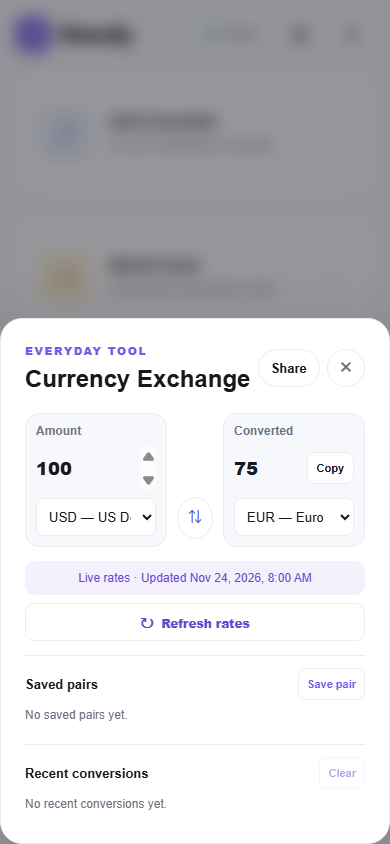 EVERYDAY TOOL
Currency Exchange
Share
Amount
100
USD — US D
Converted
75
Copy
EUR — Euro
Live rates · Updated Nov 24, 2026, 8:00 AM
Refresh rates
Saved pairs
Save pair
No saved pairs yet.
Recent conversions
Clear
No recent conversions yet.